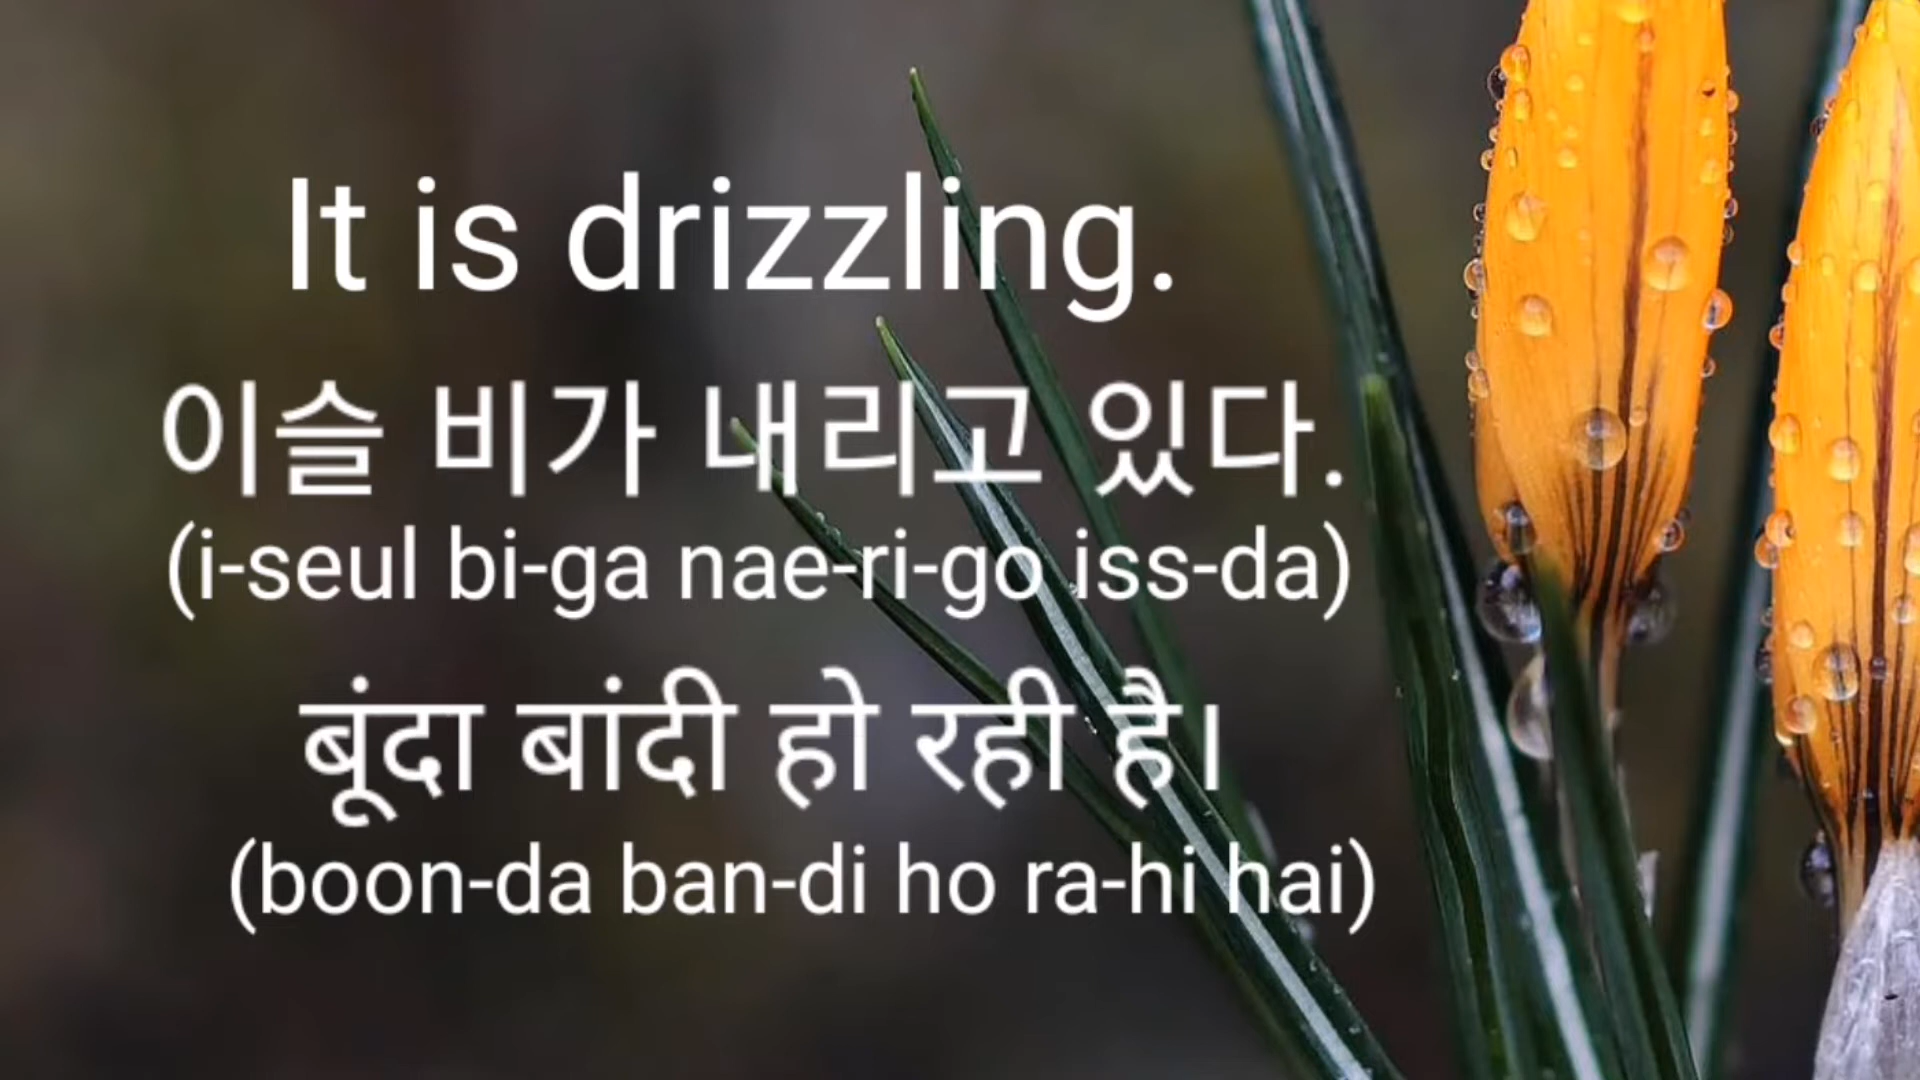 It is drizzling.
이슬 비가 내리고 있다.
(i-seul bi-ga nae-ri-go iss-da)
बूंदा बांदी हो रही है।
(boon-da ban-di ho ra-hi hai)